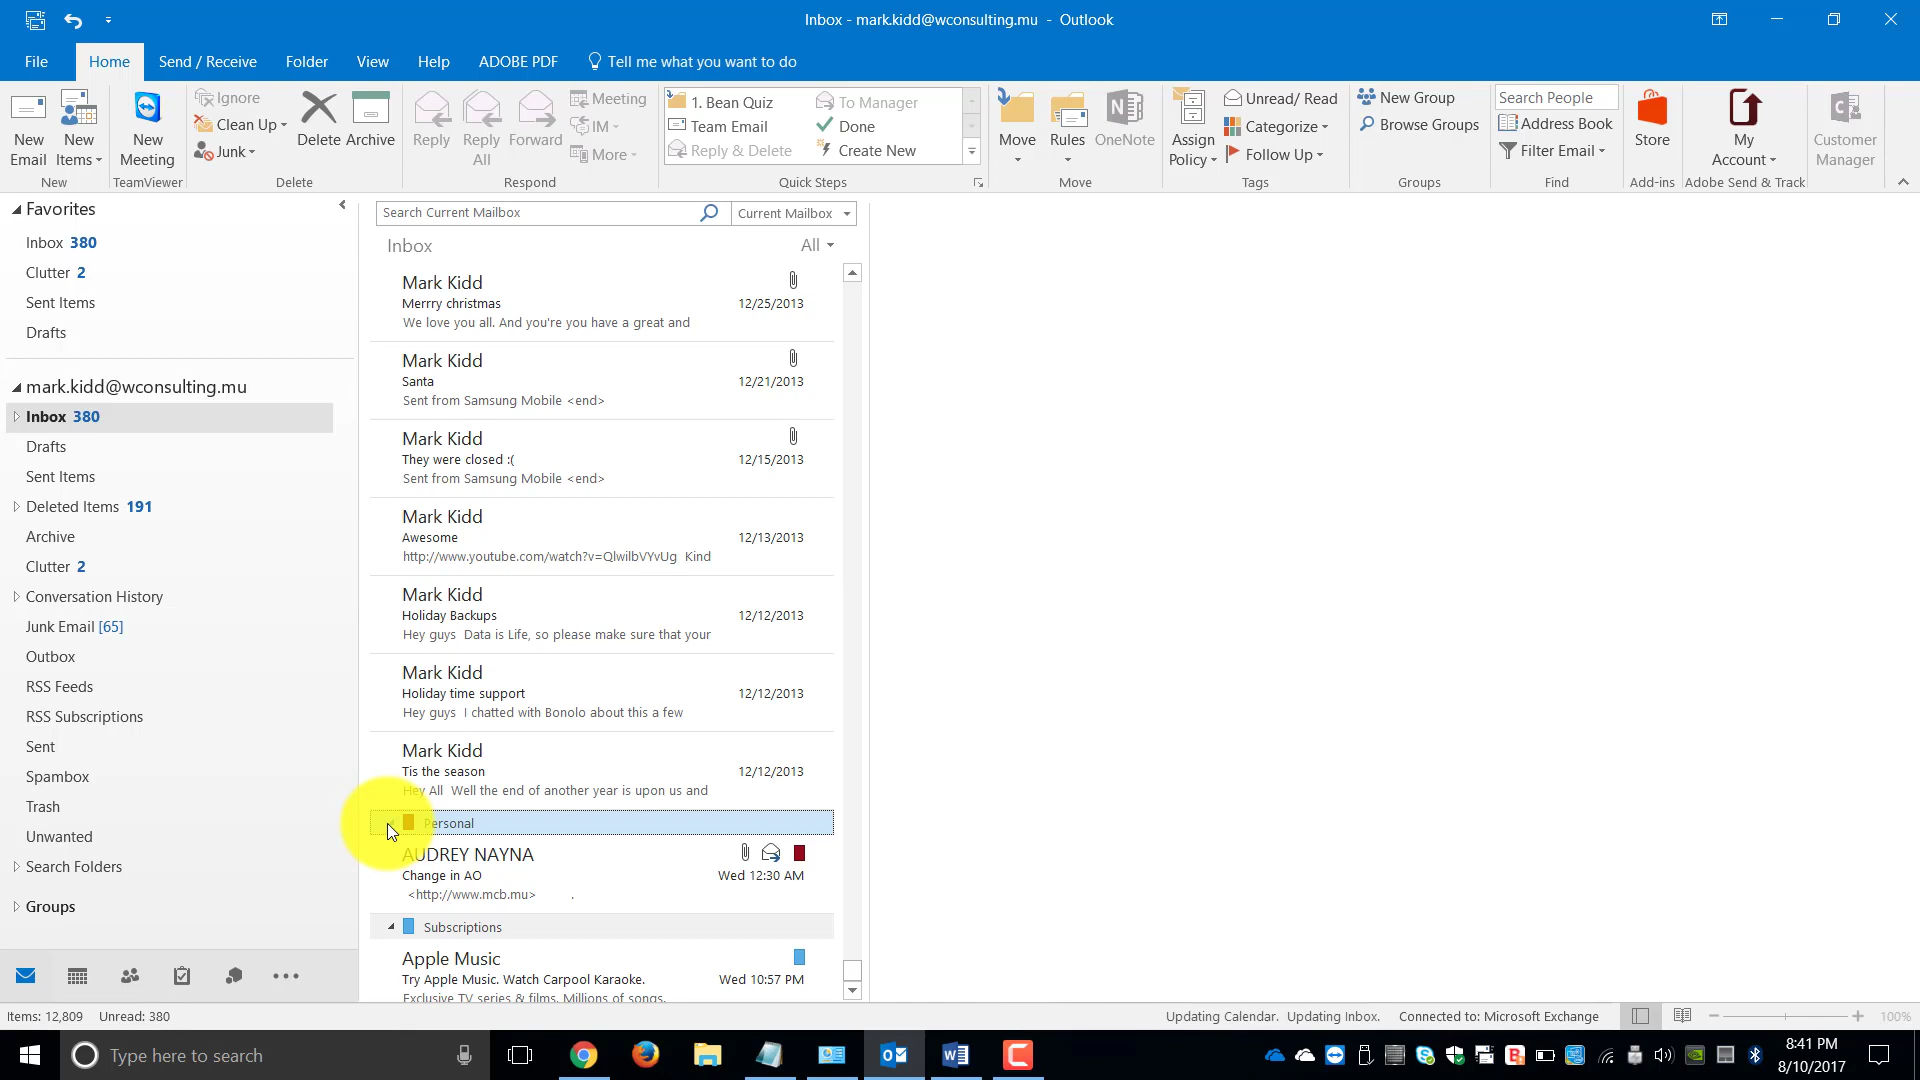 Inbox - mark.kidd@wconsulting.mu - Outlook
File Home Send / Receive Folder View Help ADOBE PDF Tell me what you want to do
New Email
New Items
New
New Meeting
TeamViewer
Ignore
Clean Up
Junk
Delete Archive
Delete
Reply
Reply All
Forward
Meeting
IM
More
Respond
1. Bean Quiz
Team Email
Reply & Delete
To Manager
Done
Create New
Quick Steps
Move
Rules
OneNote
N
Move
Assign Policy
Unread/ Read
Categorize
Follow Up
Tags
New Group
Browse Groups
Groups
Search People
Address Book
Filter Email
Find
Store
Add-ins
My Account
Adobe Send & Track
Customer Manager
Favorites
Inbox 380
Clutter 2
Sent Items
Drafts
mark.kidd@wconsulting.mu
Inbox 380
Drafts
Sent Items
Deleted Items 191
Archive
Clutter 2
Conversation History
Junk Email [65]
Outbox
RSS Feeds
RSS Subscriptions
Sent
Spambox
Trash
Unwanted
Search Folders
Groups
Search Current Mailbox
Current Mailbox
Inbox
All
Mark Kidd
Merrry christmas 12/25/2013
We love you all. And you're you have a great and
Mark Kidd
Santa 12/21/2013
Sent from Samsung Mobile <end>
Mark Kidd
They were closed :( 12/15/2013
Sent from Samsung Mobile <end>
Mark Kidd
Awesome 12/13/2013
http://www.youtube.com/watch?v=QlwilbVYvUg Kind
Mark Kidd
Holiday Backups 12/12/2013
Hey guys Data is Life, so please make sure that your
Mark Kidd
Holiday time support 12/12/2013
Hey guys I chatted with Bonolo about this a few
Mark Kidd
Tis the season 12/12/2013
Hey All Well the end of another year is upon us and
Personal
AUDREY NAYNA
Change in AO Wed 12:30 AM
<http://www.mcb.mu> .
Subscriptions
Apple Music
Try Apple Music. Watch Carpool Karaoke. Wed 10:57 PM
Exclusive TV series & films. Millions of songs.
Items: 12,809 Unread: 380
Updating Calendar. Updating Inbox. Connected to: Microsoft Exchange
100%
Type here to search
8:41 PM
8/10/2017